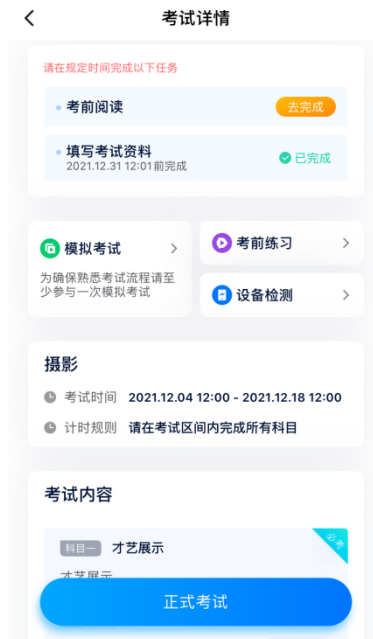 考试详情
请在规定时间完成以下任务
考前阅读
去完成
填写考试资料
2021.12.31 12:01前完成
已完成
模拟考试
为确保熟悉考试流程请至
少参与一次模拟考试
考前练习
设备检测
摄影
考试时间 2021.12.04 12:00 - 2021.12.18 12:00
计时规则 请在考试区间内完成所有科目
考试内容
科目一 才艺展示
必考
才艺展示
正式考试